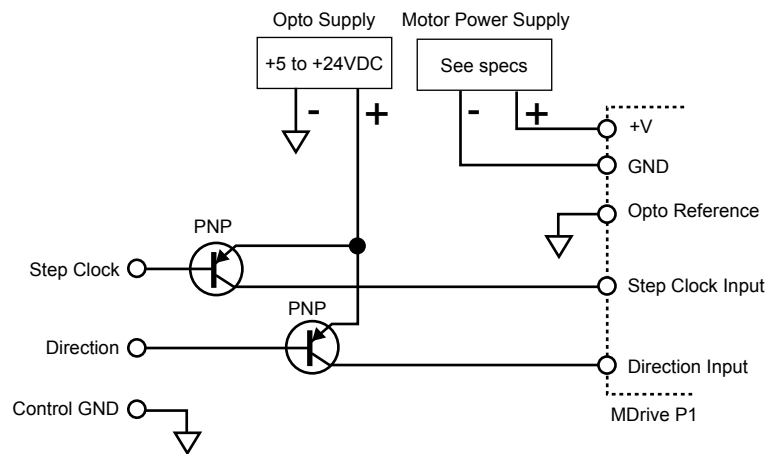 Opto Supply
Motor Power Supply
+5 to +24VDC
See specs
-
+
-
+
+V
GND
Opto Reference
PNP
Step Clock
Step Clock Input
PNP
Direction
Direction Input
Control GND
MDrive P1